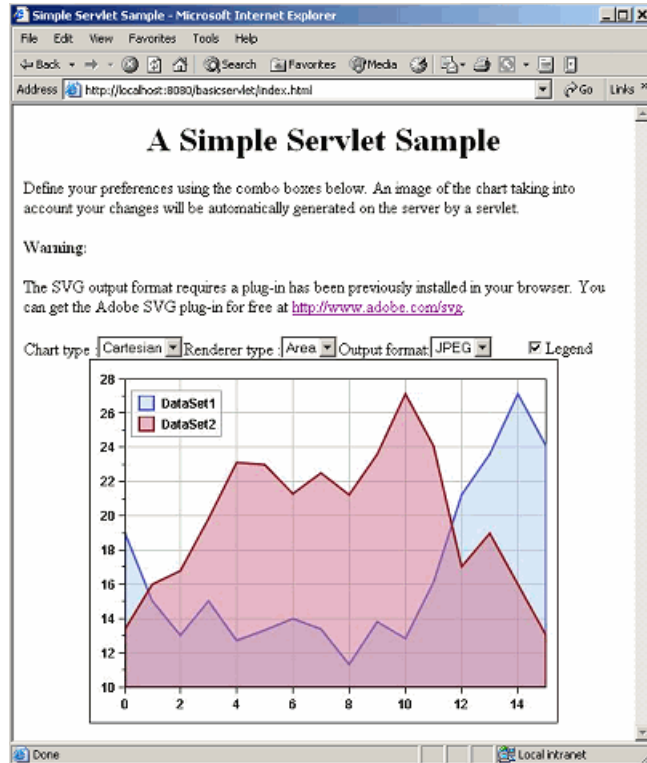 Simple Servlet Sample - Microsoft Internet Explorer
File Edit View Favorites Tools Help
Back Search Favorites Media
Address http://localhost:8080/basicservlet/index.html Go Links »
A Simple Servlet Sample
Define your preferences using the combo boxes below. An image of the chart taking into
account your changes will be automatically generated on the server by a servlet.
Warning:
The SVG output format requires a plug-in has been previously installed in your browser. You
can get the Adobe SVG plug-in for free at http://www.adobe.com/svg.
Chart type : Cartesian Renderer type : Area Output format: JPEG Legend
28
26
24
22
20
18
16
14
12
10
DataSet1
DataSet2
0 2 4 6 8 10 12 14
Done Local intranet